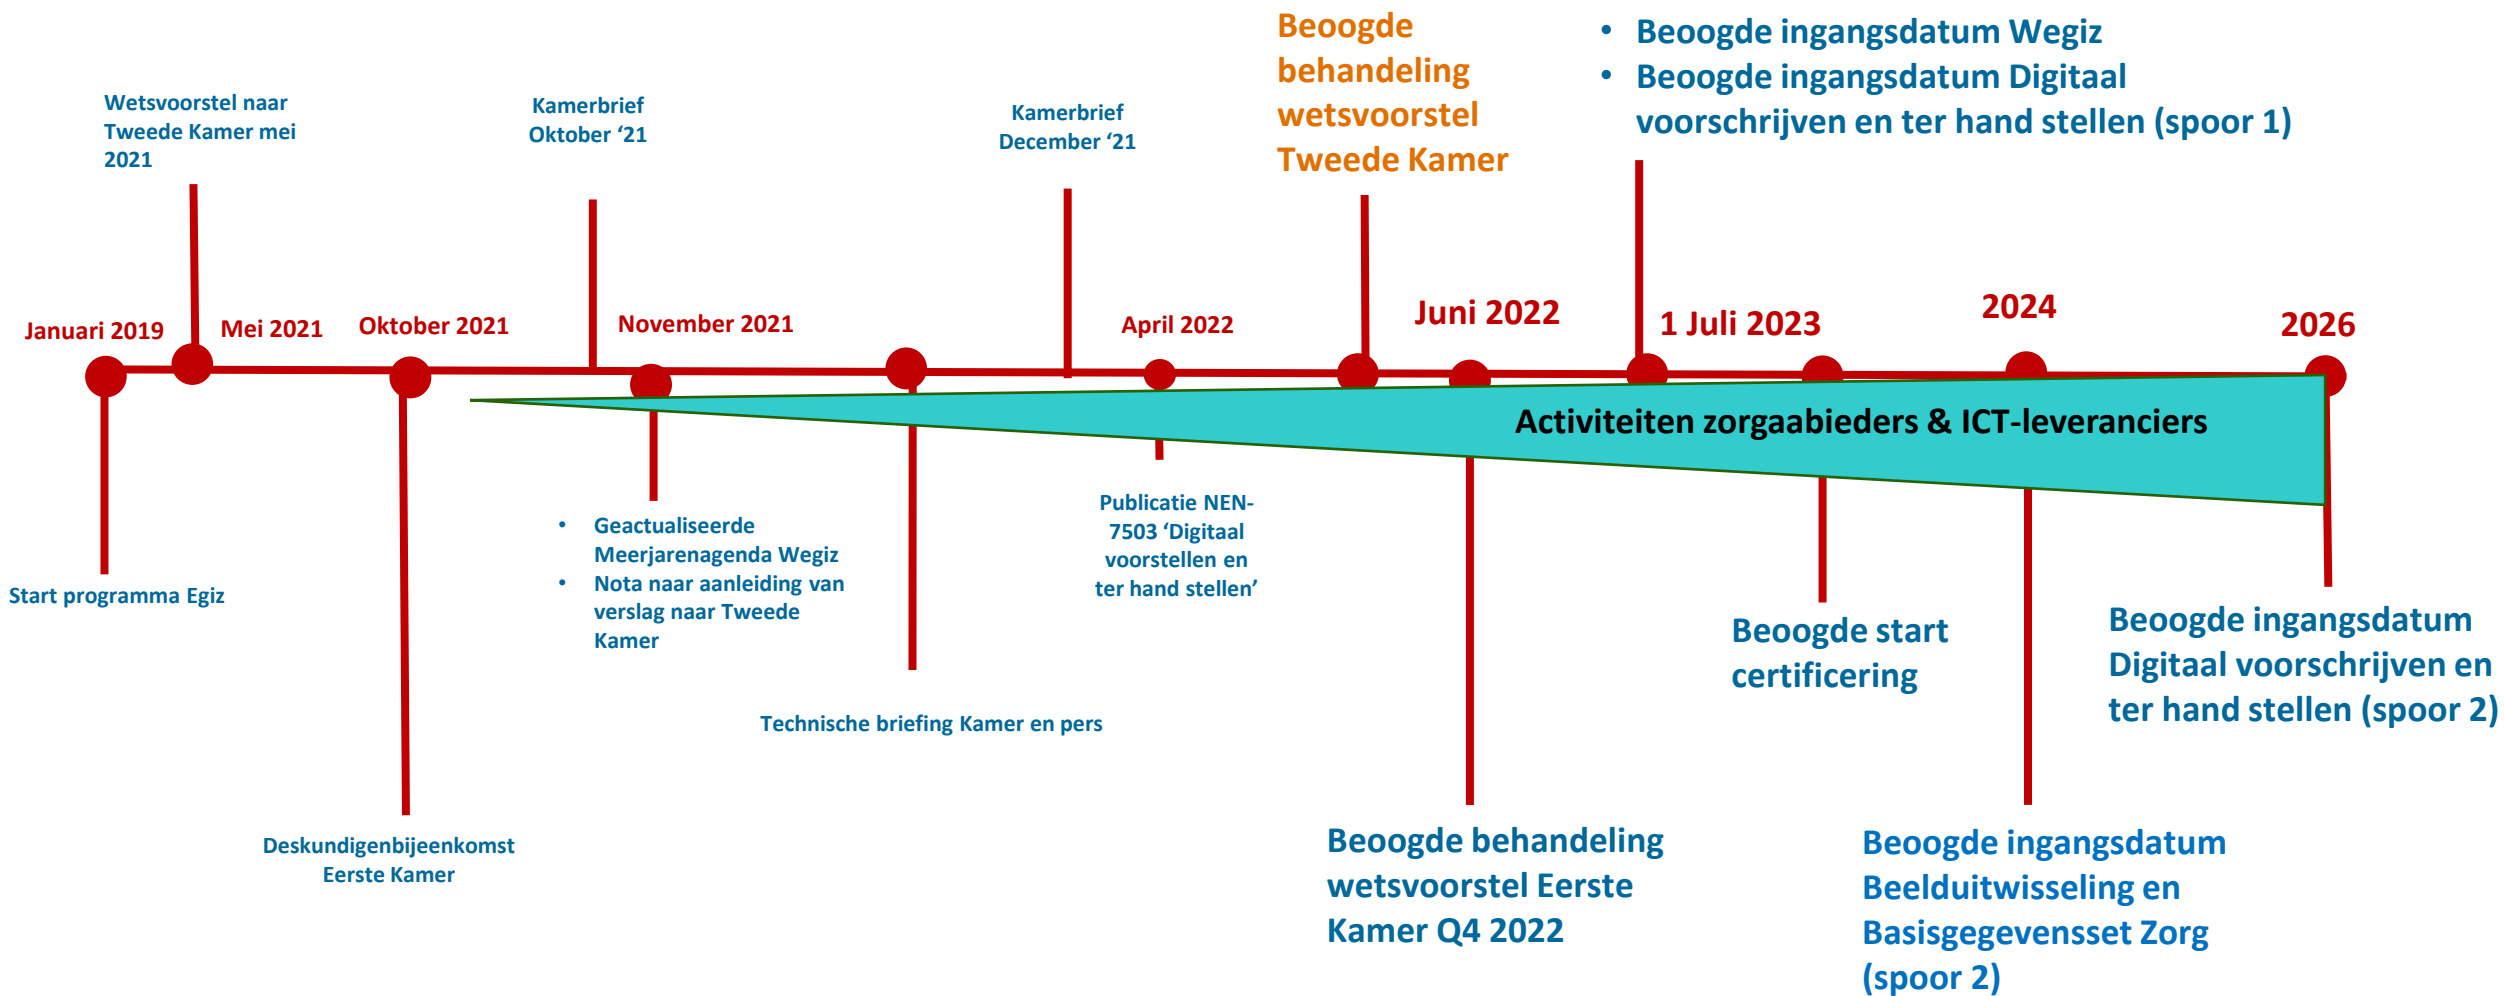 Beoogde
behandeling
wetsvoorstel
Tweede Kamer
• Beoogde ingangsdatum Wegiz
• Beoogde ingangsdatum Digitaal
voorschrijven en ter hand stellen (spoor 1)
Wetsvoorstel naar
Tweede Kamer mei
2021
Kamerbrief
Oktober ‘21
Kamerbrief
December ‘21
Januari 2019
Mei 2021
Oktober 2021
November 2021
April 2022
Juni 2022
1 Juli 2023
2024
2026
Activiteiten zorgaabieders & ICT-leveranciers
Start programma Egiz
• Geactualiseerde
Meerjarenagenda Wegiz
• Nota naar aanleiding van
verslag naar Tweede
Kamer
Publicatie NEN-
7503 ‘Digitaal
voorstellen en
ter hand stellen’
Technische briefing Kamer en pers
Beoogde start
certificering
Beoogde ingangsdatum
Digitaal voorschrijven en
ter hand stellen (spoor 2)
Deskundigenbijeenkomst
Eerste Kamer
Beoogde behandeling
wetsvoorstel Eerste
Kamer Q4 2022
Beoogde ingangsdatum
Beelduitwisseling en
Basisgegevensset Zorg
(spoor 2)